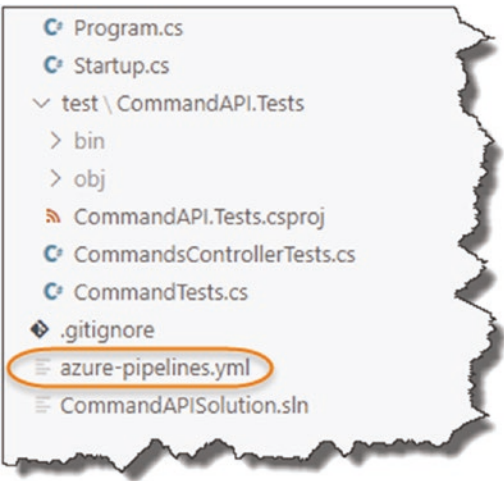 Program.cs
Startup.cs
test \ CommandAPI.Tests
bin
obj
CommandAPI.Tests.csproj
CommandsControllerTests.cs
CommandTests.cs
.gitignore
azure-pipelines.yml
CommandAPISolution.sln